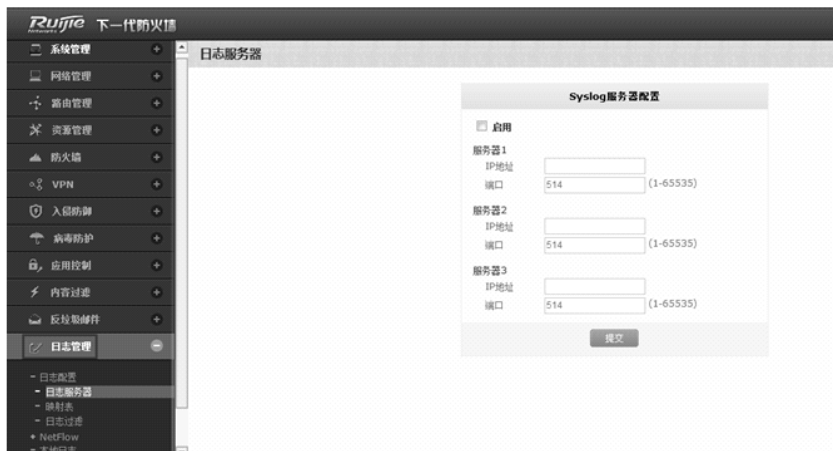 Ruijie Networks 下一代防火墙
系统管理
网络管理
路由管理
资源管理
防火墙
VPN
入侵防御
病毒防护
应用控制
内容过滤
反垃圾邮件
日志管理
- 日志配置
- 日志服务器
- 映射表
- 日志过滤
+ NetFlow
- 本地日志
日志服务器
Syslog服务器配置
启用
服务器1
IP地址
端口 514 (1-65535)
服务器2
IP地址
端口 514 (1-65535)
服务器3
IP地址
端口 514 (1-65535)
提交